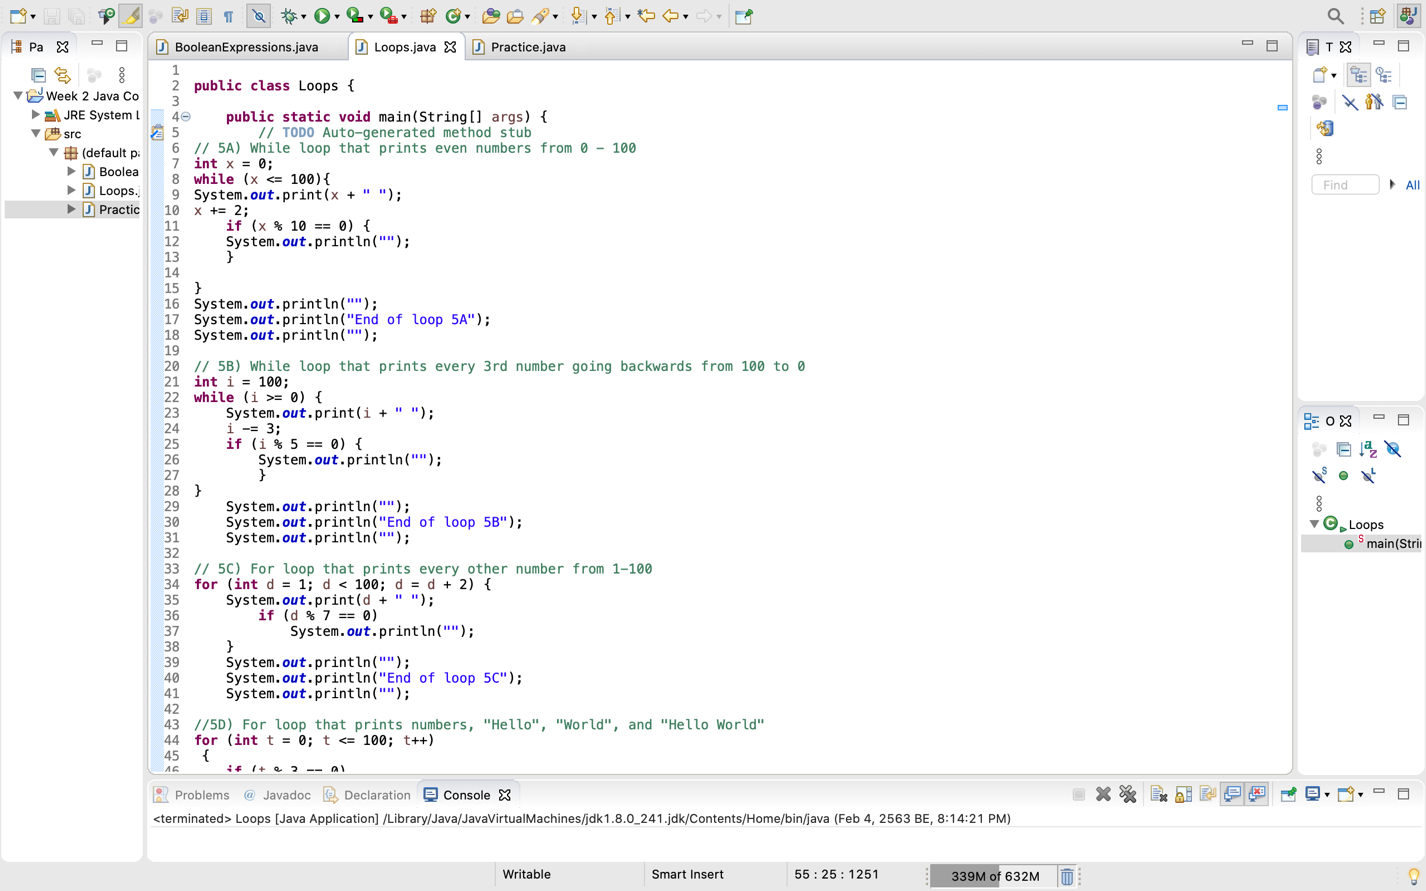 Pa
BooleanExpressions.java
Loops.java
Practice.java
T
Week 2 Java Co
JRE System L
src
(default pa
Boolea
Loops.j
Practic
1
2 public class Loops {
3
4 public static void main(String[] args) {
5 // TODO Auto-generated method stub
6 // 5A) While loop that prints even numbers from 0 - 100
7 int x = 0;
8 while (x <= 100){
9 System.out.print(x + " ");
10 x += 2;
11 if (x % 10 == 0) {
12 System.out.println("");
13 }
14
15 }
16 System.out.println("");
17 System.out.println("End of loop 5A");
18 System.out.println("");
19
20 // 5B) While loop that prints every 3rd number going backwards from 100 to 0
21 int i = 100;
22 while (i >= 0) {
23 System.out.print(i + " ");
24 i -= 3;
25 if (i % 5 == 0) {
26 System.out.println("");
27 }
28 }
29 System.out.println("");
30 System.out.println("End of loop 5B");
31 System.out.println("");
32
33 // 5C) For loop that prints every other number from 1-100
34 for (int d = 1; d < 100; d = d + 2) {
35 System.out.print(d + " ");
36 if (d % 7 == 0)
37 System.out.println("");
38 }
39 System.out.println("");
40 System.out.println("End of loop 5C");
41 System.out.println("");
42
43 //5D) For loop that prints numbers, "Hello", "World", and "Hello World"
44 for (int t = 0; t <= 100; t++)
45 {
46 if (t % 3 == 0)
Find
All
O
Loops
main(Stri
Problems
@ Javadoc
Declaration
Console
<terminated> Loops [Java Application] /Library/Java/JavaVirtualMachines/jdk1.8.0_241.jdk/Contents/Home/bin/java (Feb 4, 2563 BE, 8:14:21 PM)
Writable
Smart Insert
55 : 25 : 1251
339M of 632M